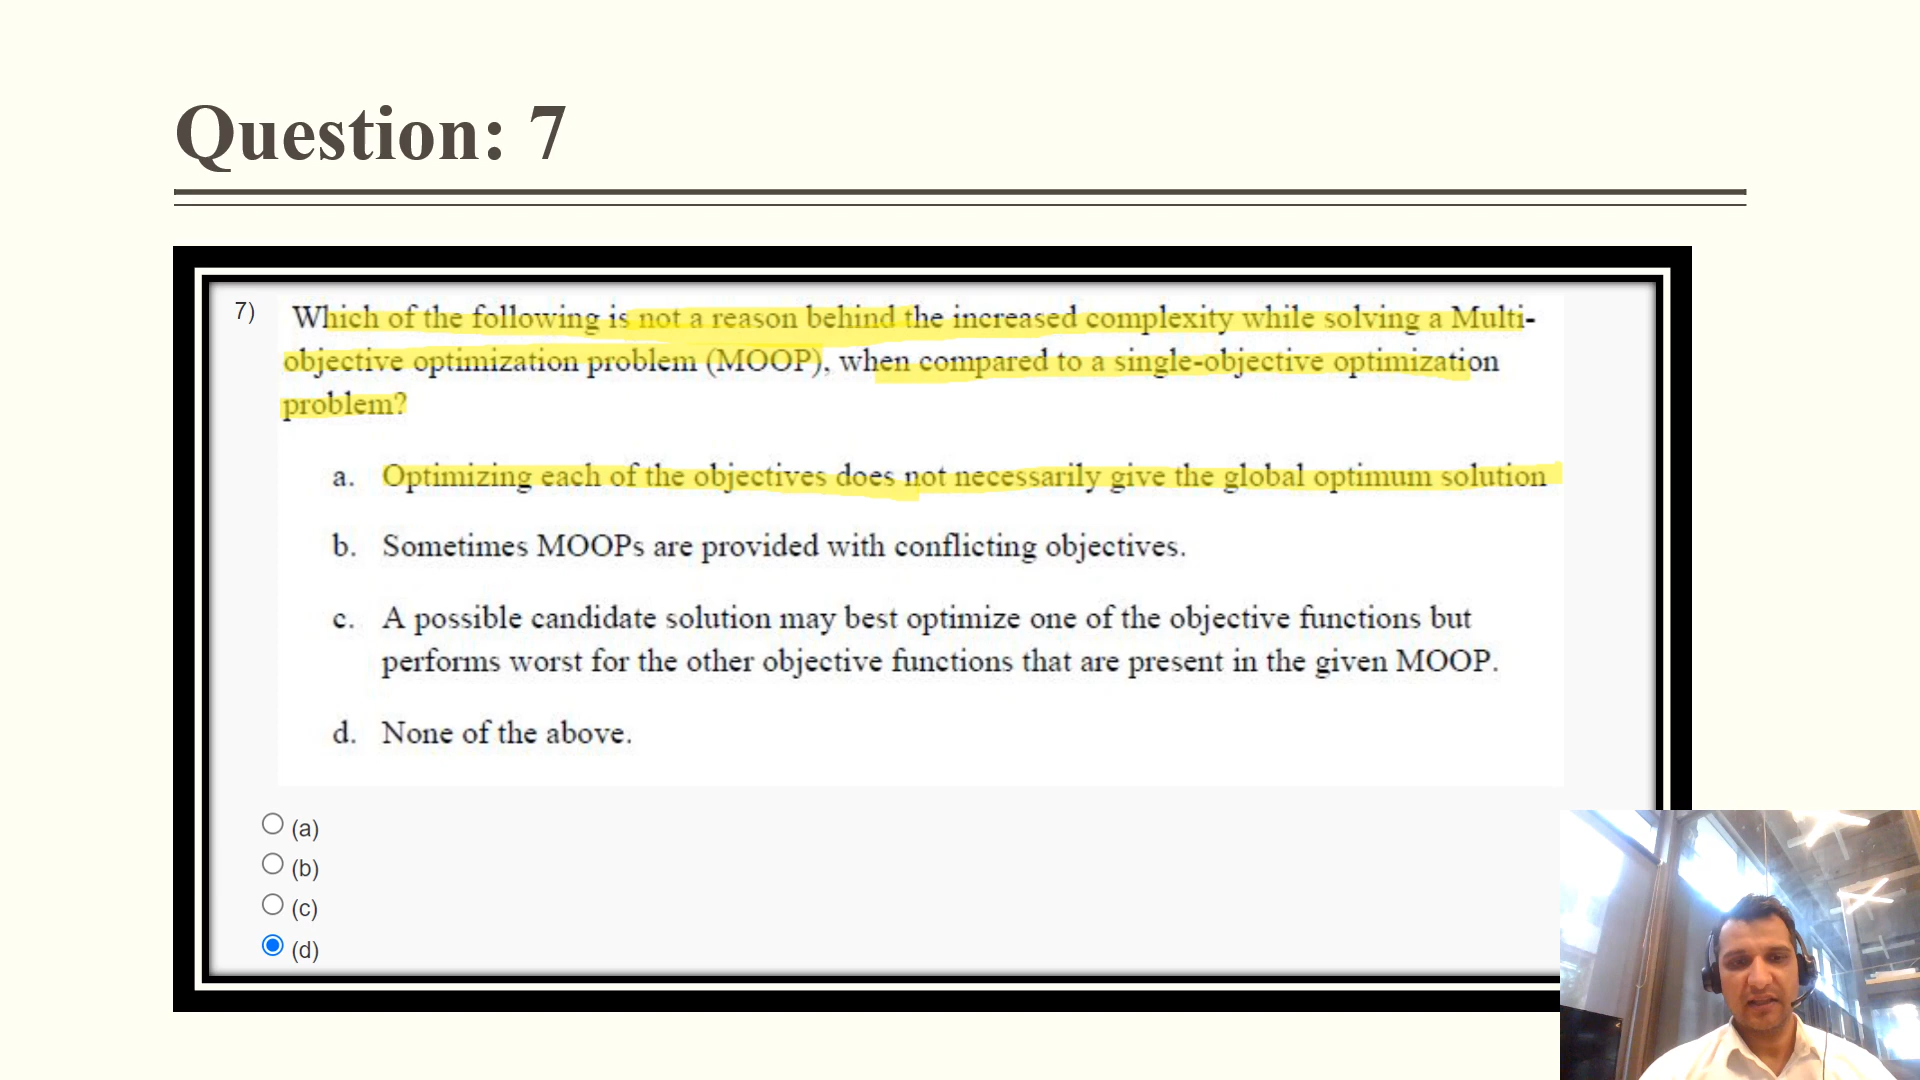 Question: 7
7) Which of the following is not a reason behind the increased complexity while solving a Multi-
objective optimization problem (MOOP), when compared to a single-objective optimization
problem?
a. Optimizing each of the objectives does not necessarily give the global optimum solution
b. Sometimes MOOPs are provided with conflicting objectives.
c. A possible candidate solution may best optimize one of the objective functions but
performs worst for the other objective functions that are present in the given MOOP.
d. None of the above.
(a)
(b)
(c)
(d)